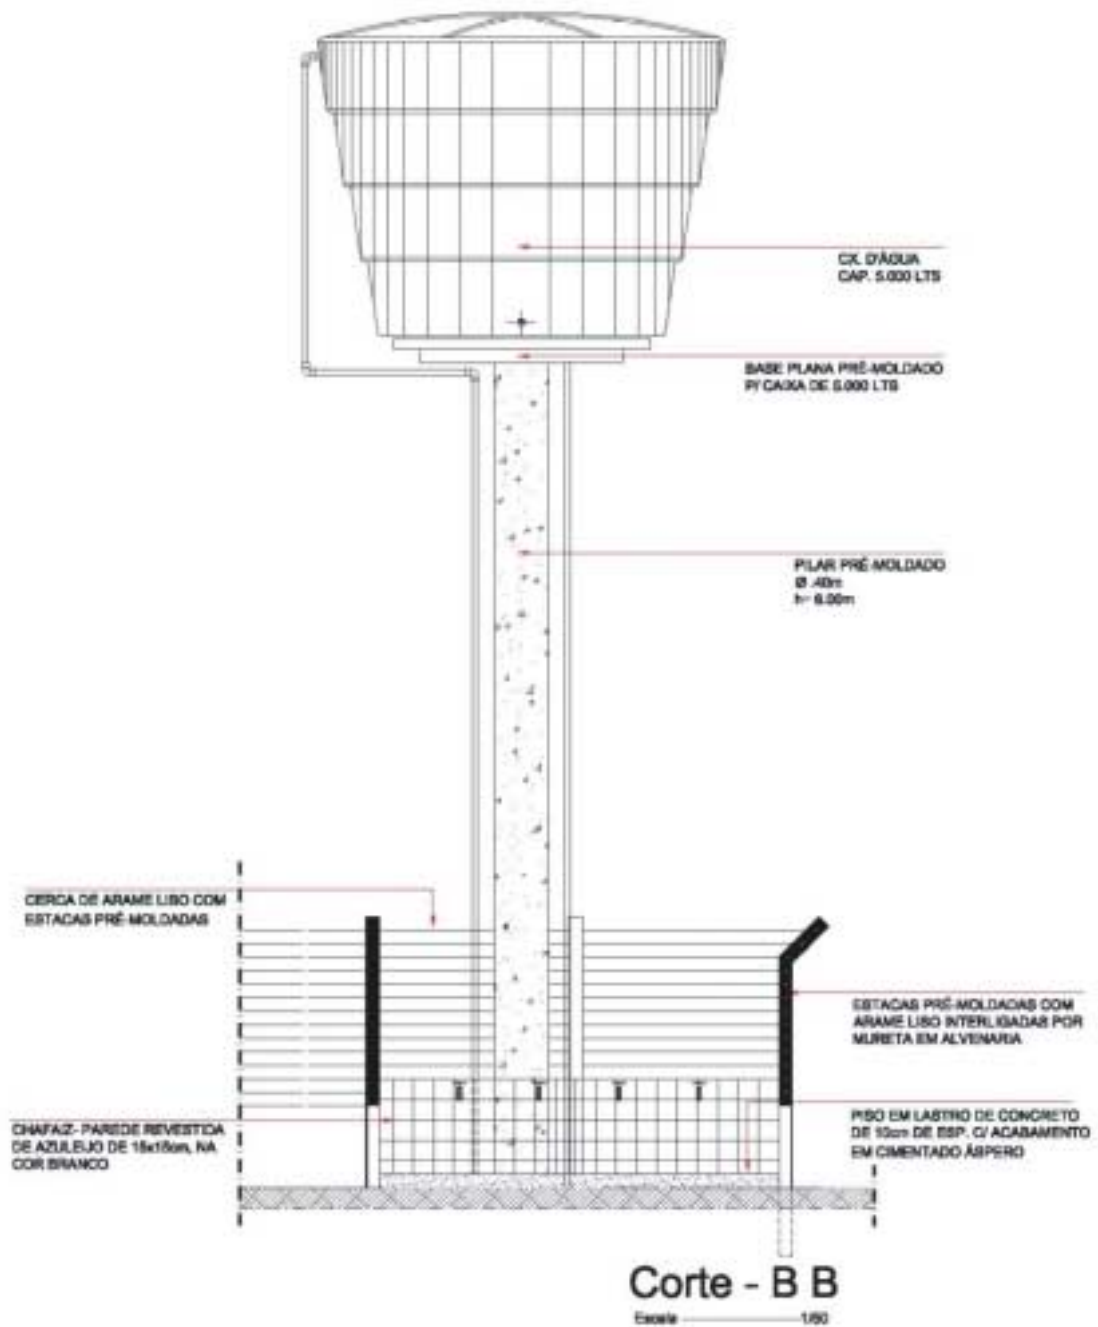 CX. D'ÁGUA
CAP. 5.000 LTS
BASE PLANA PRÉ-MOLDADO
P/ CAIXA DE 5.000 LTS
PILAR PRÉ-MOLDADO
Ø .40m
h= 6.00m
CERCA DE ARAME LISO COM
ESTACAS PRÉ-MOLDADAS
ESTACAS PRÉ-MOLDADAS COM
ARAME LISO INTERLIGADAS POR
MURETA EM ALVENARIA
CHAFAIZ- PAREDE REVESTIDA
DE AZULEJO DE 15x15cm, NA
COR BRANCO
PISO EM LASTRO DE CONCRETO
DE 10cm DE ESP. C/ ACABAMENTO
EM CIMENTADO ÁSPERO
Corte - B B
Escala 1/50